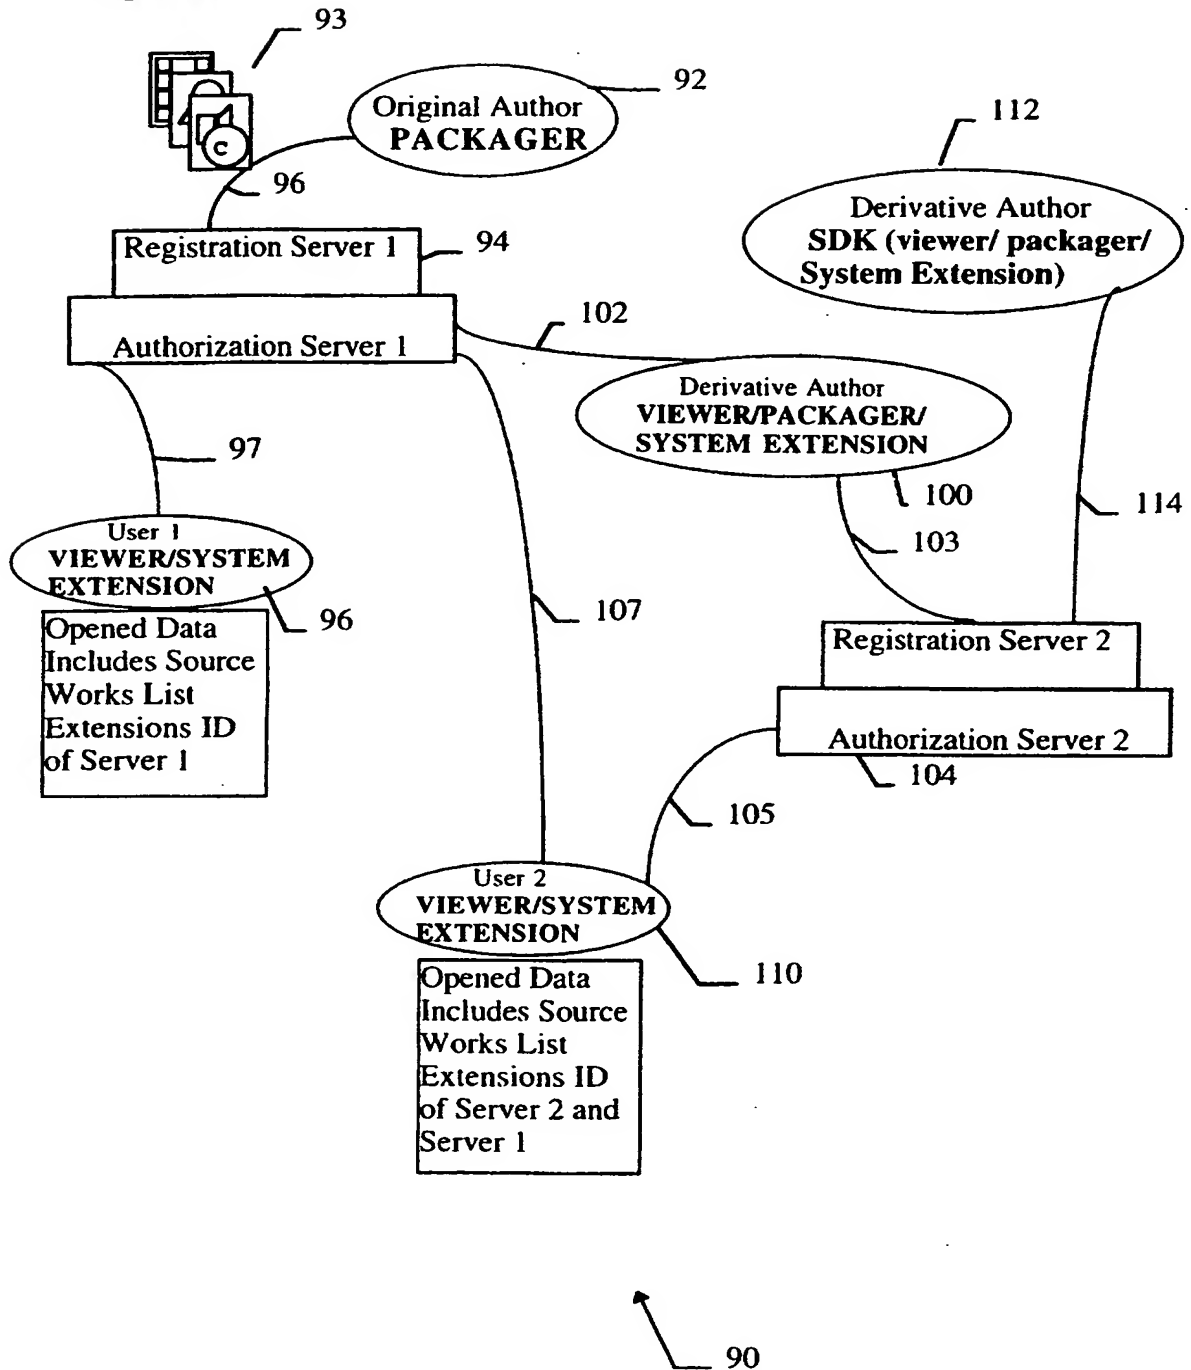 93
Original Author
PACKAGER
92
C
96
112
Derivative Author
SDK (viewer/ packager/
System Extension)
Registration Server 1
94
Authorization Server 1
102
Derivative Author
VIEWER/PACKAGER/
SYSTEM EXTENSION
97
100
114
103
User 1
VIEWER/SYSTEM
EXTENSION
96
107
Opened Data
Includes Source
Works List
Extensions ID
of Server 1
Registration Server 2
Authorization Server 2
104
105
User 2
VIEWER/SYSTEM
EXTENSION
110
Opened Data
Includes Source
Works List
Extensions ID
of Server 2 and
Server 1
90